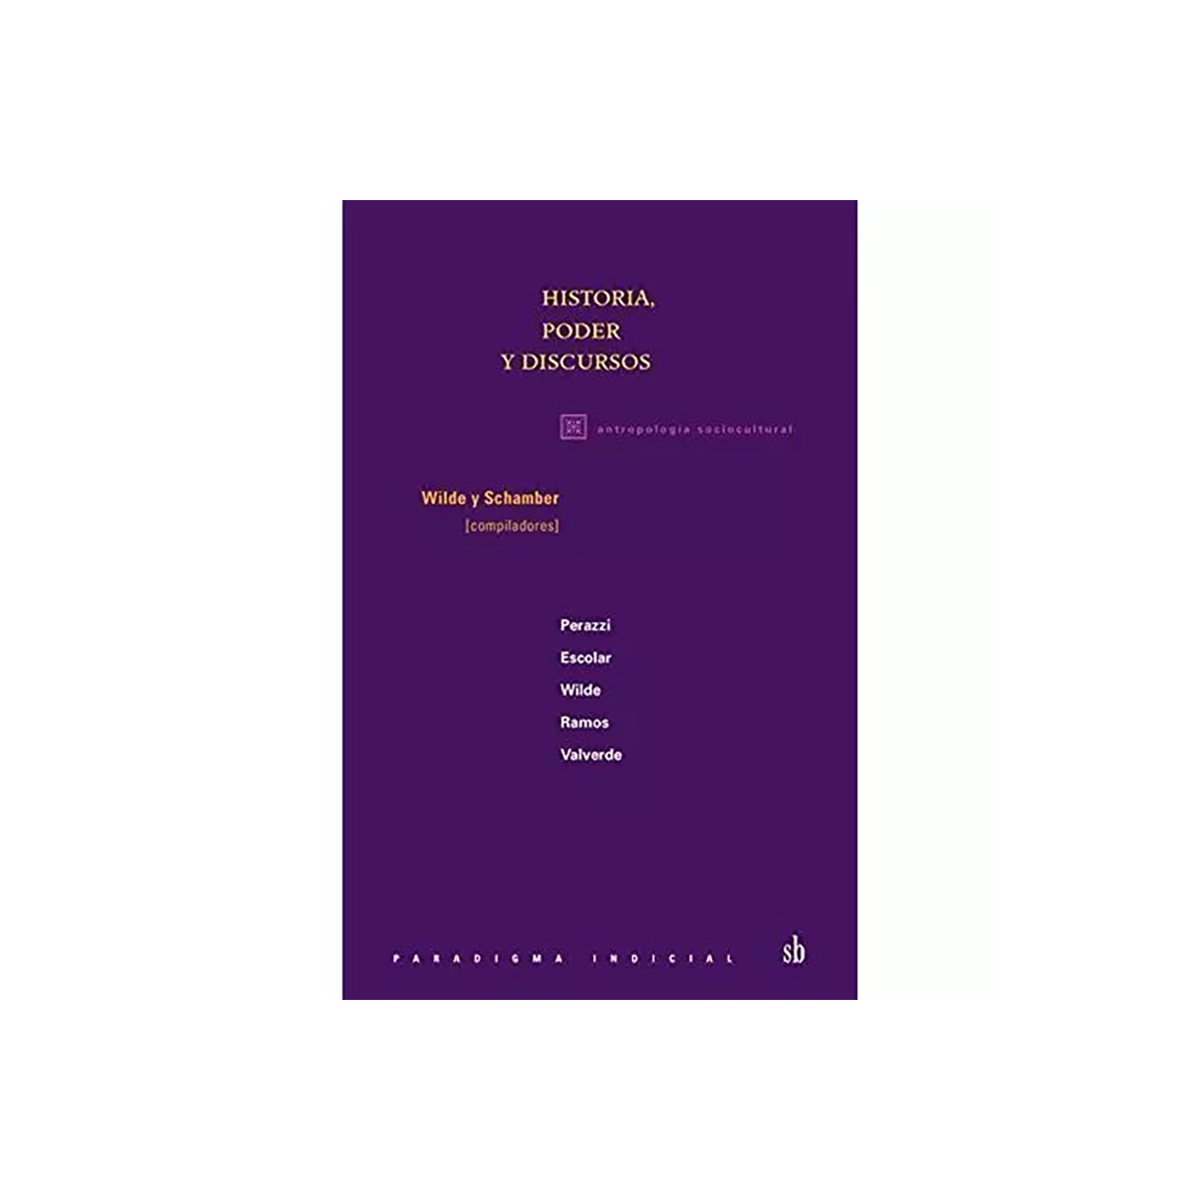 HISTORIA,
PODER
Y DISCURSOS
antropología sociocultural
Wilde y Schamber
[compiladores]
Perazzi
Escolar
Wilde
Ramos
Valverde
PARADIGMA INDICIAL
sb